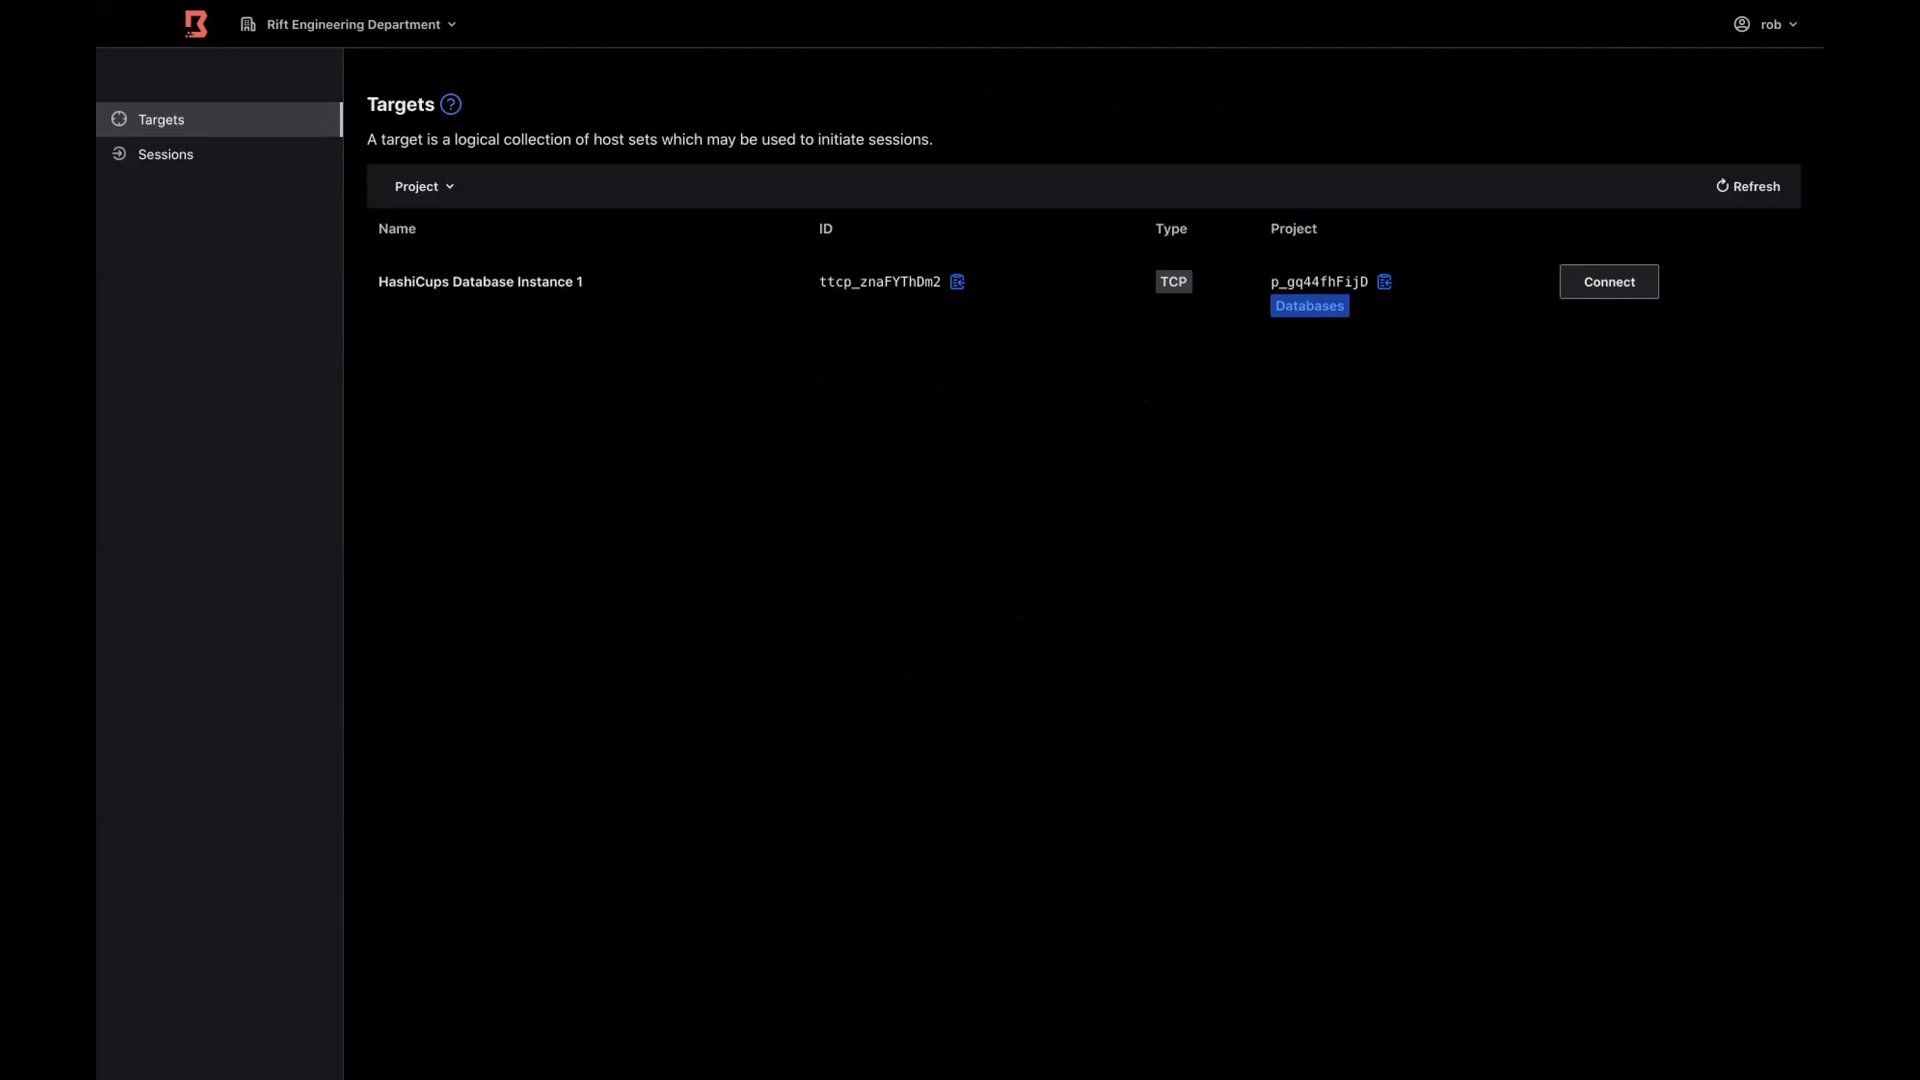 Rift Engineering Department
rob
Targets
Sessions
Targets ?
A target is a logical collection of host sets which may be used to initiate sessions.
Project
Refresh
Name ID Type Project
HashiCups Database Instance 1 ttcp_znaFYThDm2 TCP p_gq44fhFijD Connect
Databases